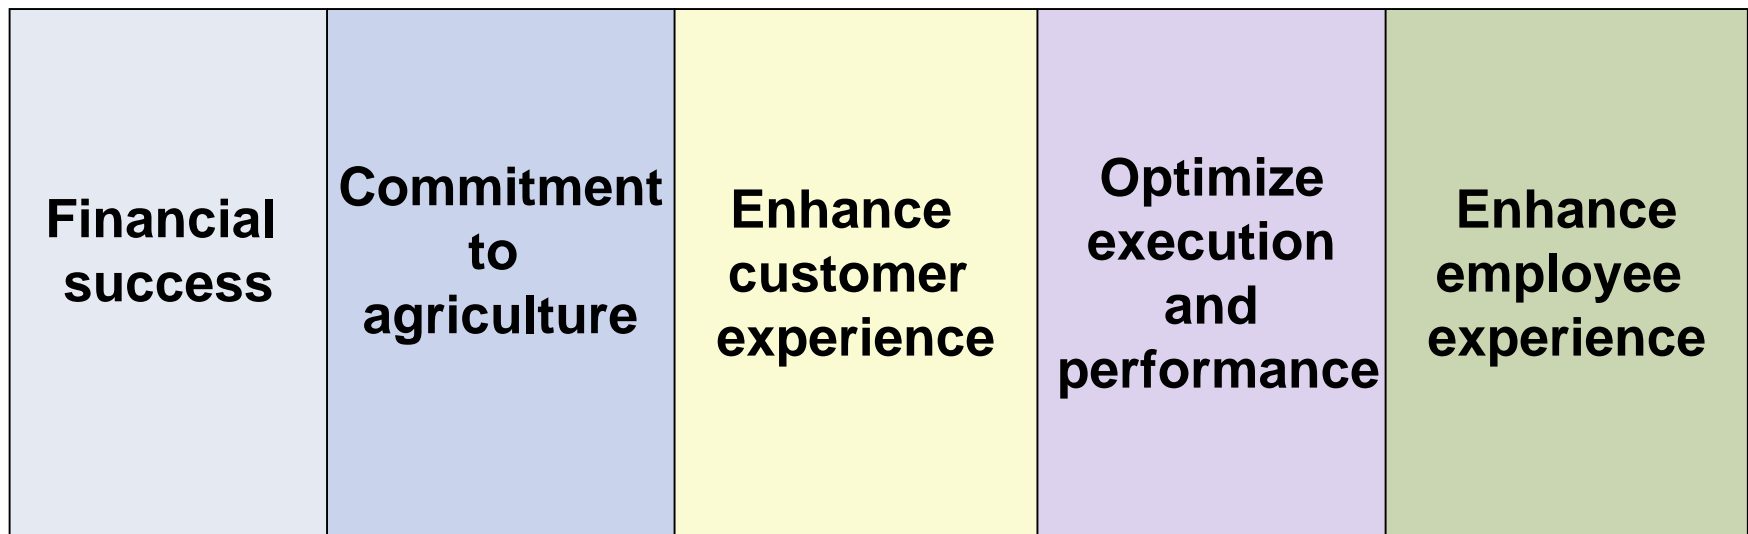 Financial
success
Commitment
to
agriculture
Enhance
customer
experience
Optimize
execution
and
performance
Enhance
employee
experience